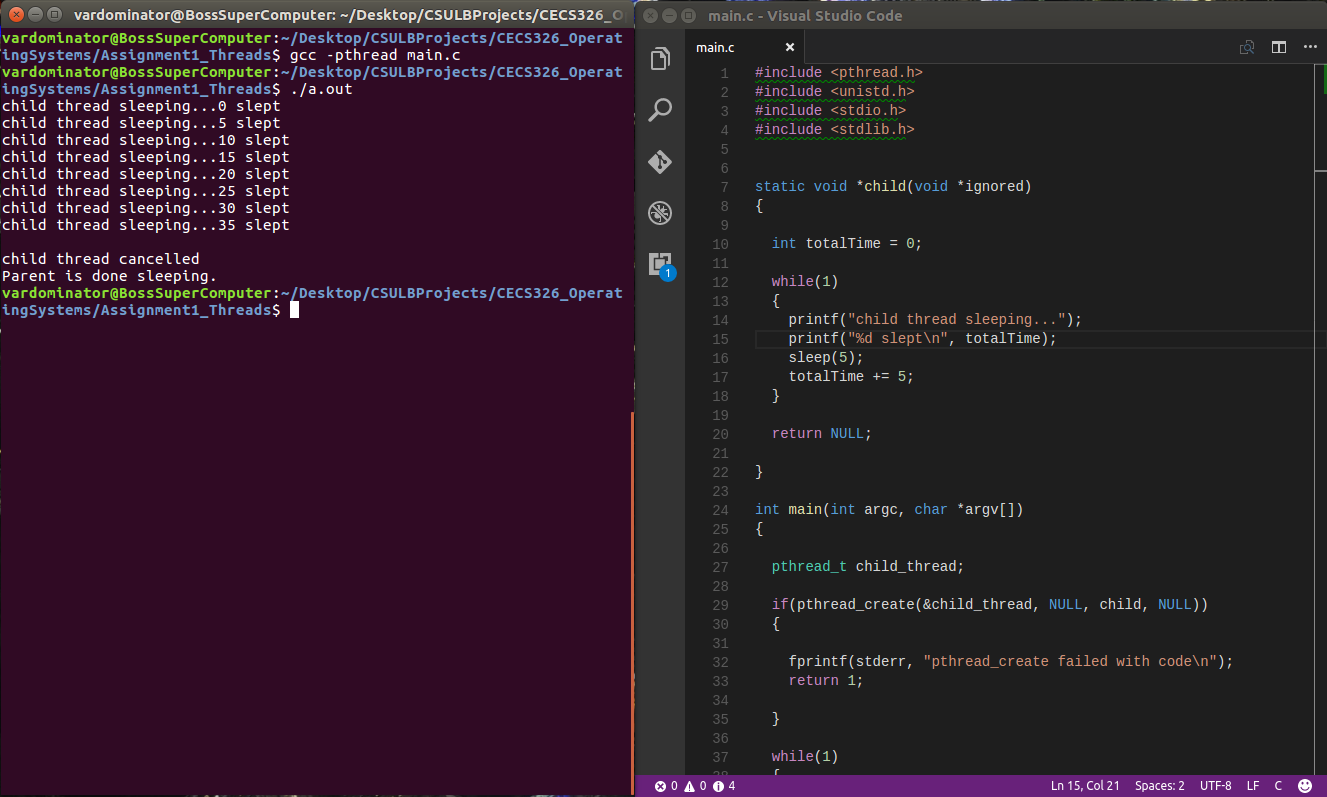 vardominator@BossSuperComputer: ~/Desktop/CSULBProjects/CECS326_O
vardominator@BossSuperComputer:~/Desktop/CSULBProjects/CECS326_Operat
ingSystems/Assignment1_Threads$ gcc -pthread main.c
vardominator@BossSuperComputer:~/Desktop/CSULBProjects/CECS326_Operat
ingSystems/Assignment1_Threads$ ./a.out
child thread sleeping...0 slept
child thread sleeping...5 slept
child thread sleeping...10 slept
child thread sleeping...15 slept
child thread sleeping...20 slept
child thread sleeping...25 slept
child thread sleeping...30 slept
child thread sleeping...35 slept
child thread cancelled
Parent is done sleeping.
vardominator@BossSuperComputer:~/Desktop/CSULBProjects/CECS326_Operat
ingSystems/Assignment1_Threads$
main.c - Visual Studio Code
main.c
1
1 #include <pthread.h>
2 #include <unistd.h>
3 #include <stdio.h>
4 #include <stdlib.h>
5
6
7 static void *child(void *ignored)
8 {
9
10 int totalTime = 0;
11
12 while(1)
13 {
14 printf("child thread sleeping...");
15 printf("%d slept\n", totalTime);
16 sleep(5);
17 totalTime += 5;
18 }
19
20 return NULL;
21
22 }
23
24 int main(int argc, char *argv[])
25 {
26
27 pthread_t child_thread;
28
29 if(pthread_create(&child_thread, NULL, child, NULL))
30 {
31
32 fprintf(stderr, "pthread_create failed with code\n");
33 return 1;
34
35 }
36
37 while(1)
38 {
0 0 4 Ln 15, Col 21 Spaces: 2 UTF-8 LF C